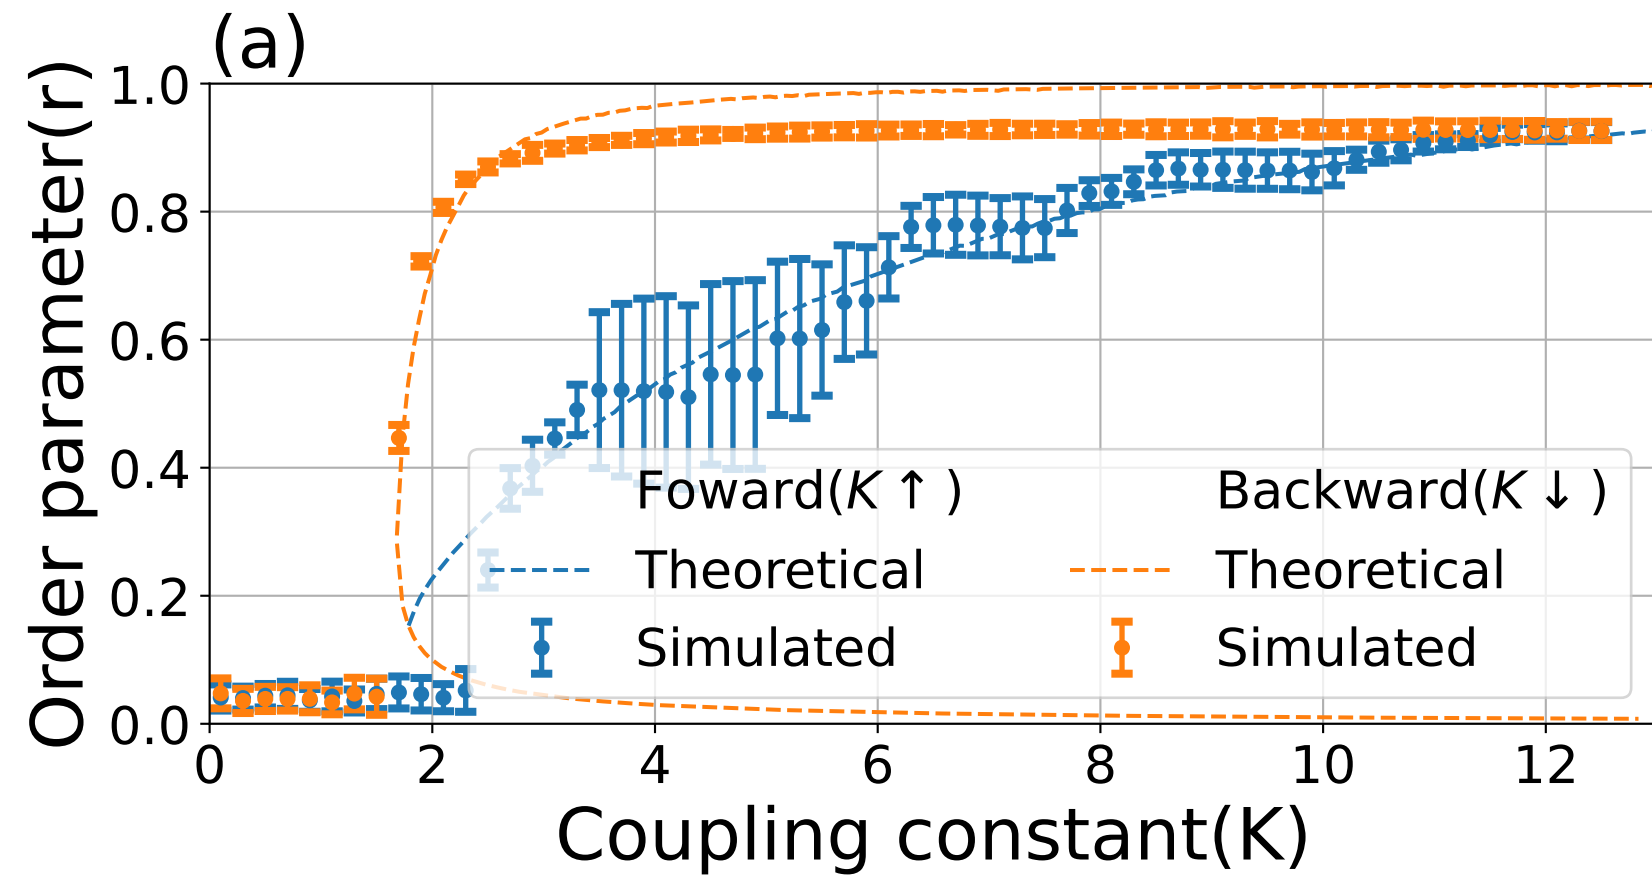 (a)
Order parameter(r)
1.0
0.8
0.6
0.4
0.2
0.0
Foward(K ↑)
Backward(K ↓)
Theoretical
Theoretical
Simulated
Simulated
0 2 4 6 8 10 12
Coupling constant(K)